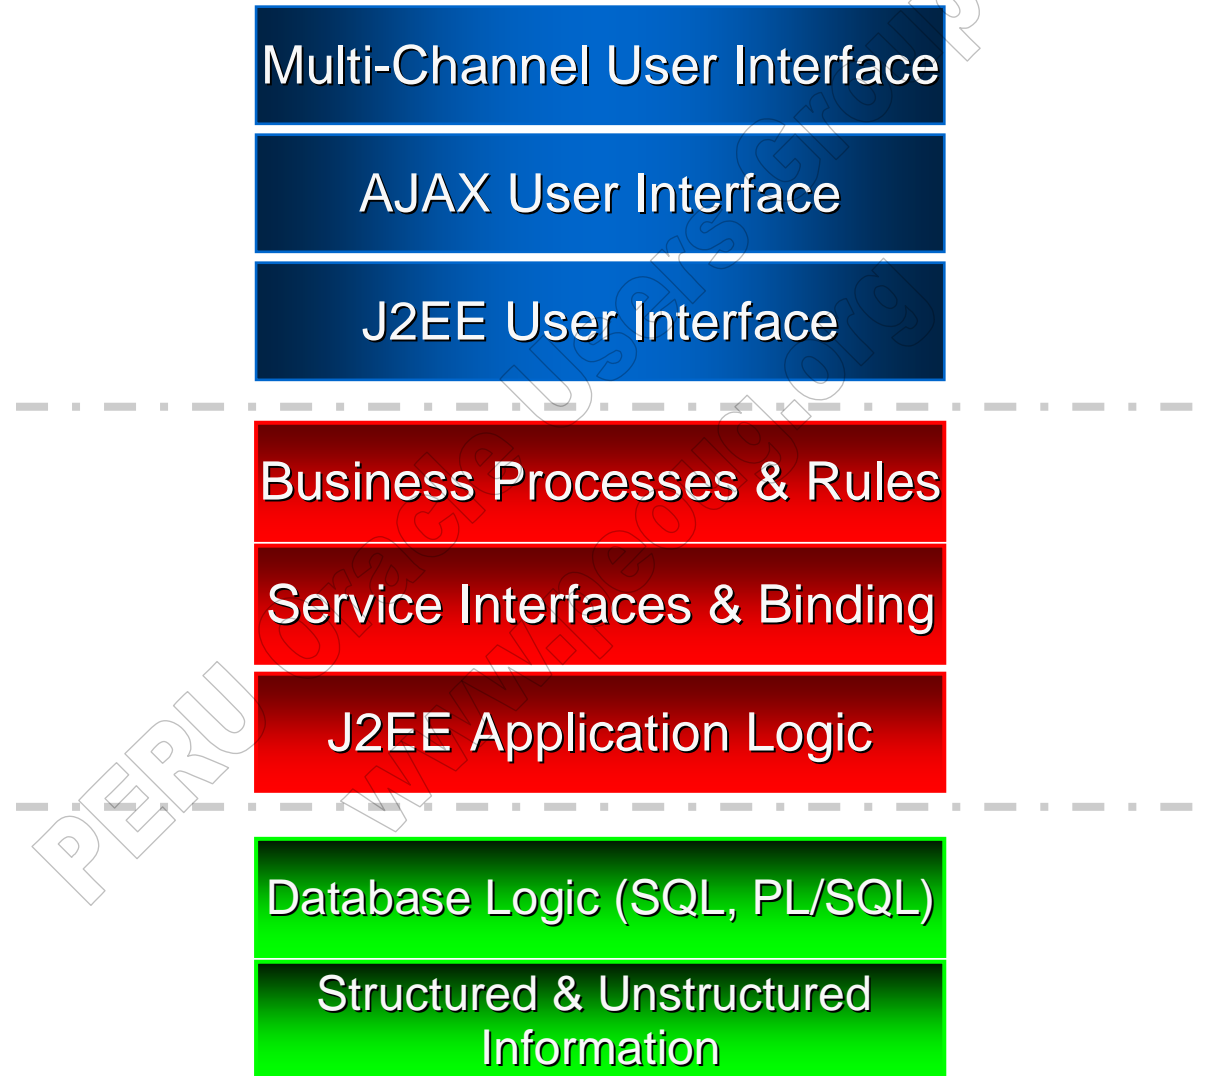 Multi-Channel User Interface
AJAX User Interface
J2EE User Interface
Business Processes & Rules
Service Interfaces & Binding
J2EE Application Logic
Database Logic (SQL, PL/SQL)
Structured & Unstructured
Information
PERU Oracle Users Group
www.peoug.org